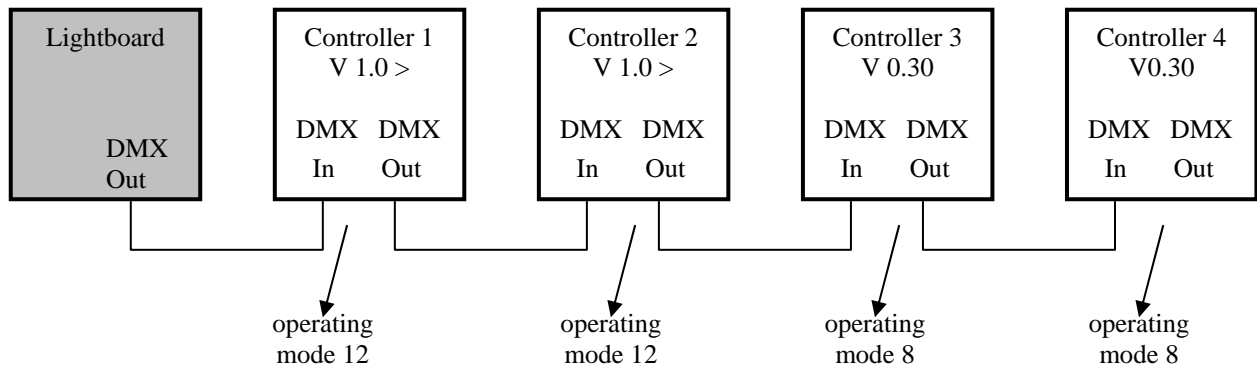 Lightboard
DMX
Out
Controller 1
V 1.0 >
DMX DMX
In Out
Controller 2
V 1.0 >
DMX DMX
In Out
Controller 3
V 0.30
DMX DMX
In Out
Controller 4
V0.30
DMX DMX
In Out
operating
mode 12
operating
mode 12
operating
mode 8
operating
mode 8